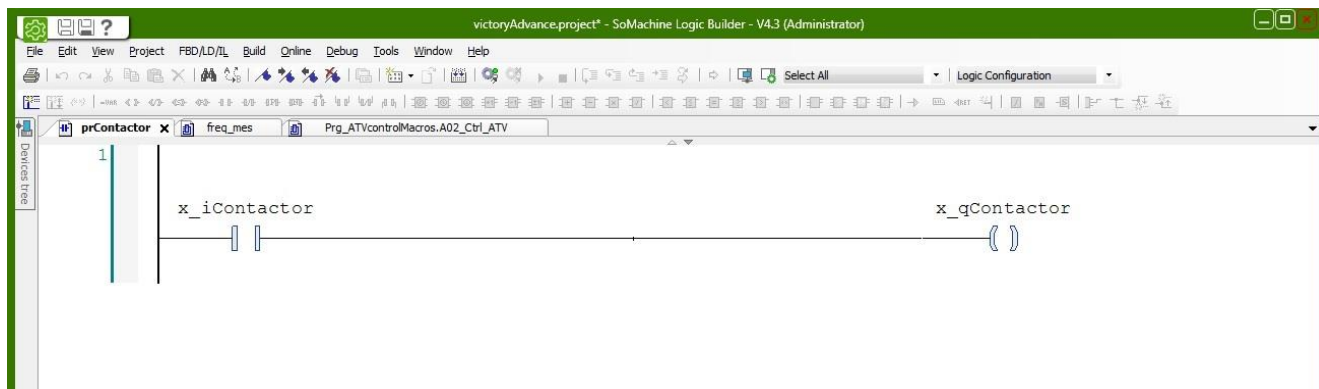 victoryAdvance.project* - SoMachine Logic Builder - V4.3 (Administrator)
File Edit View Project FBD/LD/IL Build Online Debug Tools Window Help
Select All Logic Configuration
prContactor X freq_mes Prg_ATVcontrolMacros.A02_Ctrl_ATV
Devices tree
1
x_iContactor x_qContactor